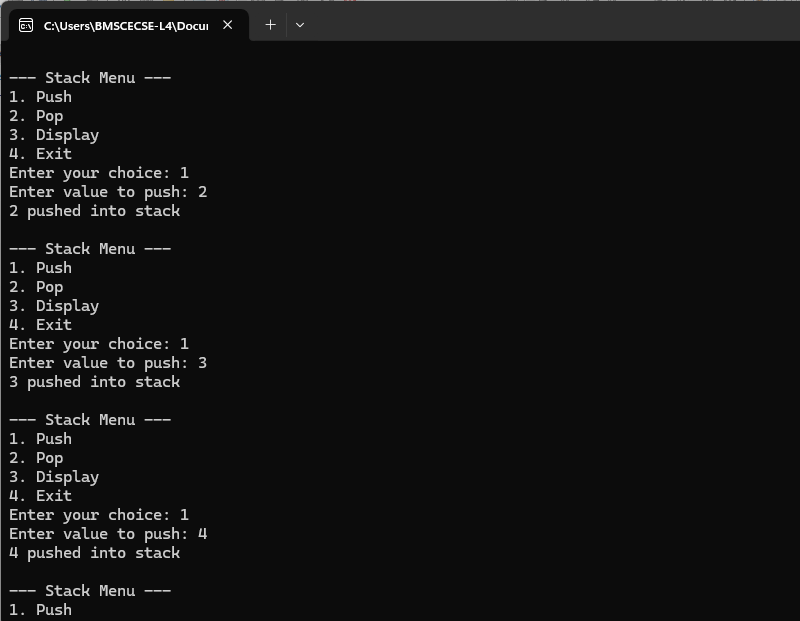 C:\Users\BMSCECSE-L4\Docu
--- Stack Menu ---
1. Push
2. Pop
3. Display
4. Exit
Enter your choice: 1
Enter value to push: 2
2 pushed into stack
--- Stack Menu ---
1. Push
2. Pop
3. Display
4. Exit
Enter your choice: 1
Enter value to push: 3
3 pushed into stack
--- Stack Menu ---
1. Push
2. Pop
3. Display
4. Exit
Enter your choice: 1
Enter value to push: 4
4 pushed into stack
--- Stack Menu ---
1. Push